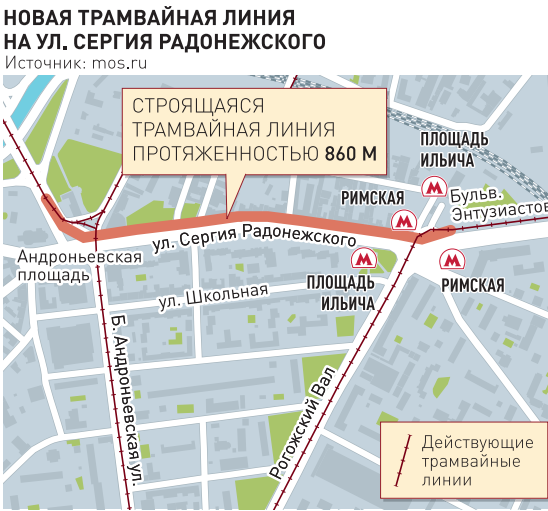 НОВАЯ ТРАМВАЙНАЯ ЛИНИЯ
НА УЛ. СЕРГИЯ РАДОНЕЖСКОГО
Источник: mos.ru
СТРОЯЩАЯСЯ
ТРАМВАЙНАЯ ЛИНИЯ
ПРОТЯЖЕННОСТЬЮ 860 М
ПЛОЩАДЬ
ИЛЬИЧА
РИМСКАЯ
Бульв.
Энтузиастов
ул. Сергия Радонежского
Андроньевская
площадь
ПЛОЩАДЬ
ИЛЬИЧА
РИМСКАЯ
ул. Школьная
Б. Андроньевская ул.
Рогожский Вал
Действующие
трамвайные
линии